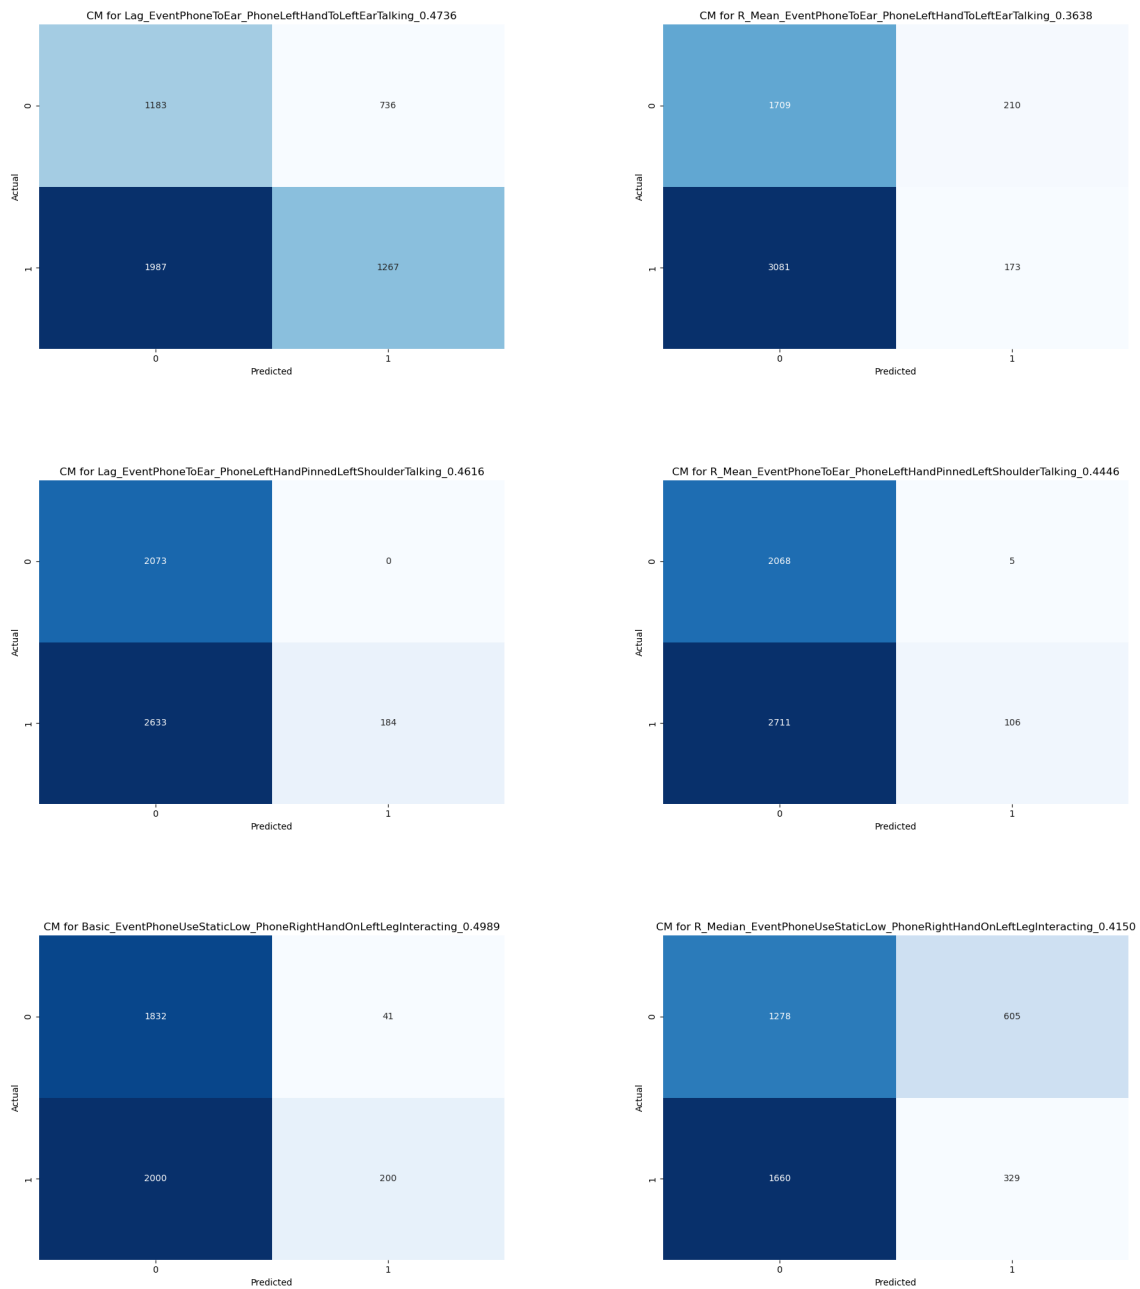 CM for Lag_EventPhoneToEar_PhoneLeftHandToLeftEarTalking_0.4736
0
1183
736
Actual
1
1987
1267
0
1
Predicted
CM for R_Mean_EventPhoneToEar_PhoneLeftHandToLeftEarTalking_0.3638
0
1709
210
Actual
1
3081
173
0
1
Predicted
CM for Lag_EventPhoneToEar_PhoneLeftHandPinnedLeftShoulderTalking_0.4616
0
2073
0
Actual
1
2633
184
0
1
Predicted
CM for R_Mean_EventPhoneToEar_PhoneLeftHandPinnedLeftShoulderTalking_0.4446
0
2068
5
Actual
1
2711
106
0
1
Predicted
CM for Basic_EventPhoneUseStaticLow_PhoneRightHandOnLeftLegInteracting_0.4989
0
1832
41
Actual
1
2000
200
0
1
Predicted
CM for R_Median_EventPhoneUseStaticLow_PhoneRightHandOnLeftLegInteracting_0.4150
0
1278
605
Actual
1
1660
329
0
1
Predicted